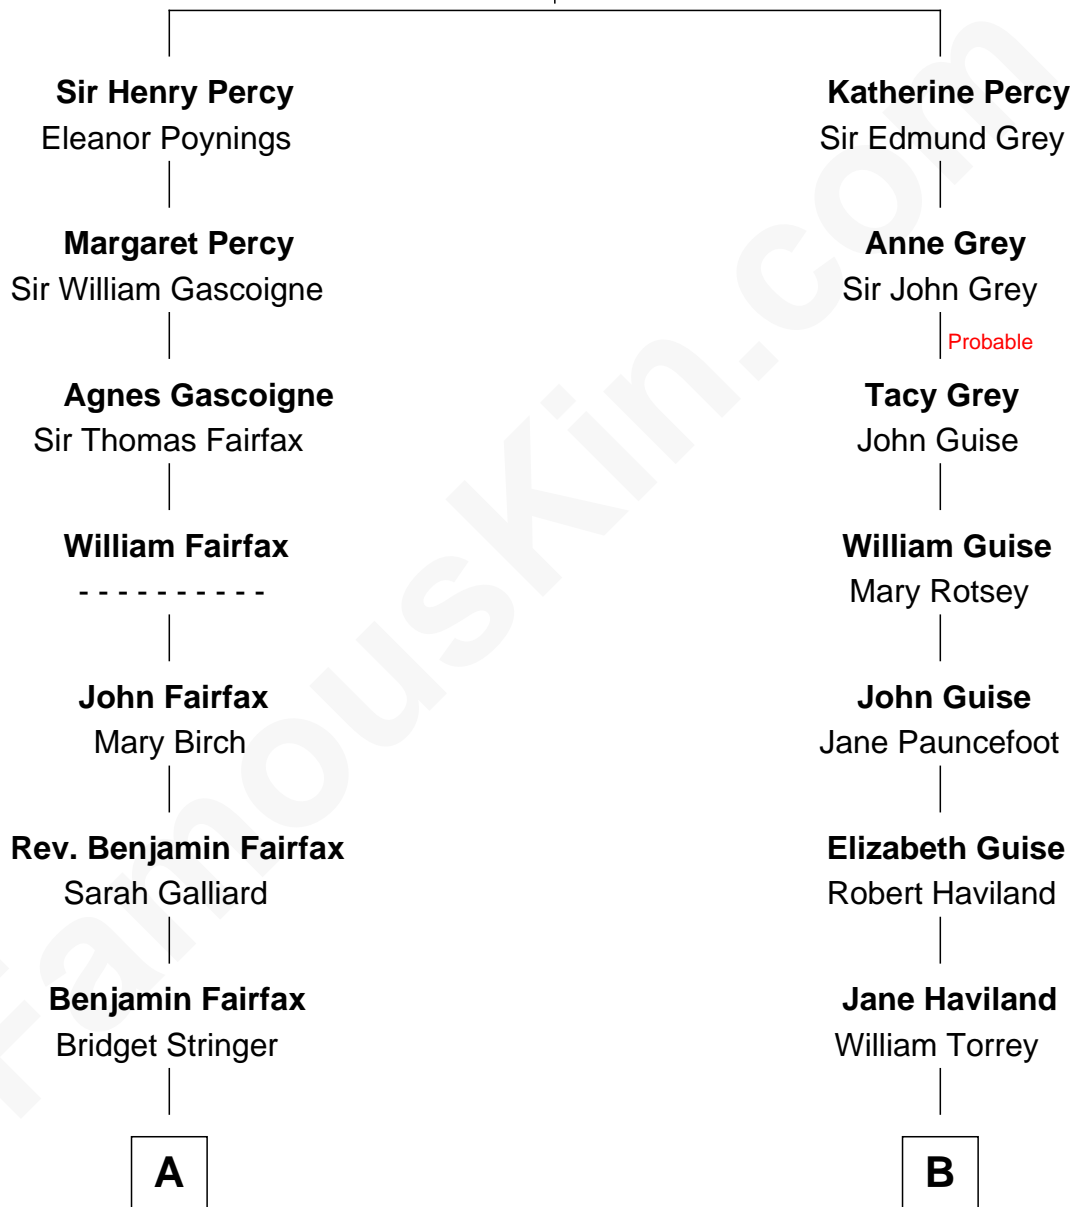 Sir Henry Percy
Eleanor Poynings
Margaret Percy
Sir William Gascoigne
Agnes Gascoigne
Sir Thomas Fairfax
William Fairfax
- - - - - - - - - -
John Fairfax
Mary Birch
Rev. Benjamin Fairfax
Sarah Galliard
Benjamin Fairfax
Bridget Stringer
A
Katherine Percy
Sir Edmund Grey
Anne Grey
Sir John Grey
Probable
Tacy Grey
John Guise
William Guise
Mary Rotsey
John Guise
Jane Pauncefoot
Elizabeth Guise
Robert Haviland
Jane Haviland
William Torrey
B
FamousKin.com